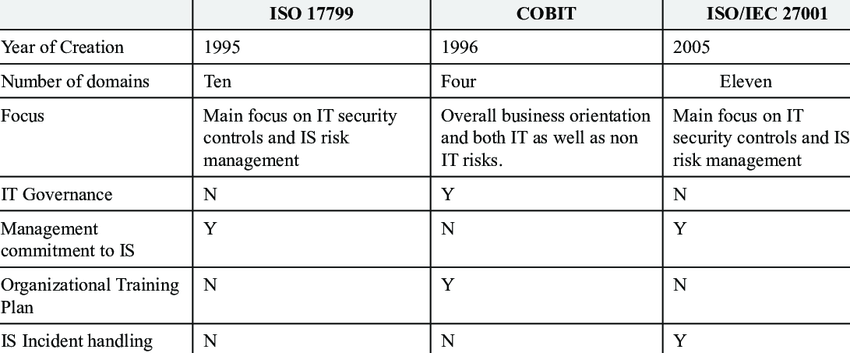 ISO 17799 COBIT ISO/IEC 27001
Year of Creation 1995 1996 2005
Number of domains Ten Four Eleven
Focus Main focus on IT security Overall business orientation Main focus on IT
controls and IS risk and both IT as well as non security controls and IS
management IT risks. risk management
IT Governance N Y N
Management Y N Y
commitment to IS
Organizational Training N Y N
Plan
IS Incident handling N N Y